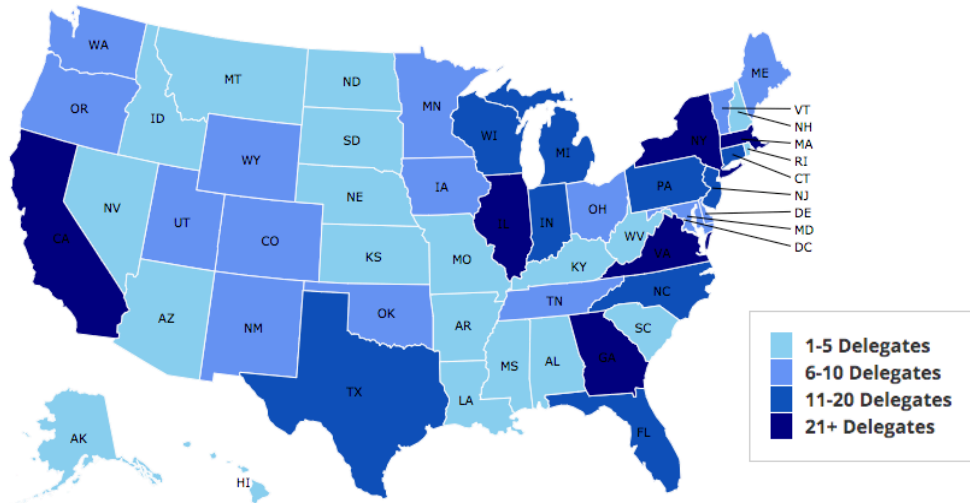 WA
ME
MT
ND
VT
OR
MN
NH
ID
WI
NY
MA
SD
MI
RI
WY
CT
PA
IA
NJ
NE
OH
DE
IL
IN
NV
MD
UT
WV
CO
DC
CA
VA
KS
MO
KY
NC
TN
OK
AZ
NM
AR
SC
MS
AL
GA
TX
LA
FL
AK
HI
1-5 Delegates
6-10 Delegates
11-20 Delegates
21+ Delegates